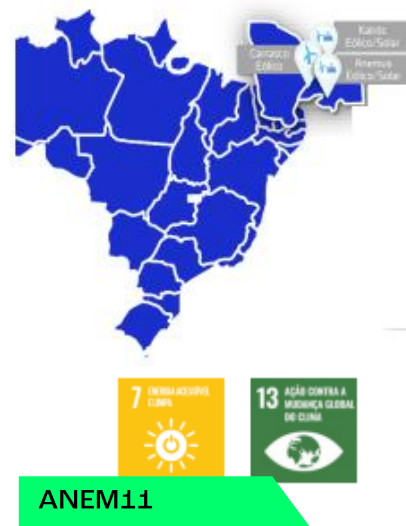 Kairós
Eólico/Solar
Carrasco
Eólico
Anemus
Eólico/Solar
7 ENERGIA ACESSÍVEL
E LIMPA
13 AÇÃO CONTRA A
MUDANÇA GLOBAL
DO CLIMA
ANEM11